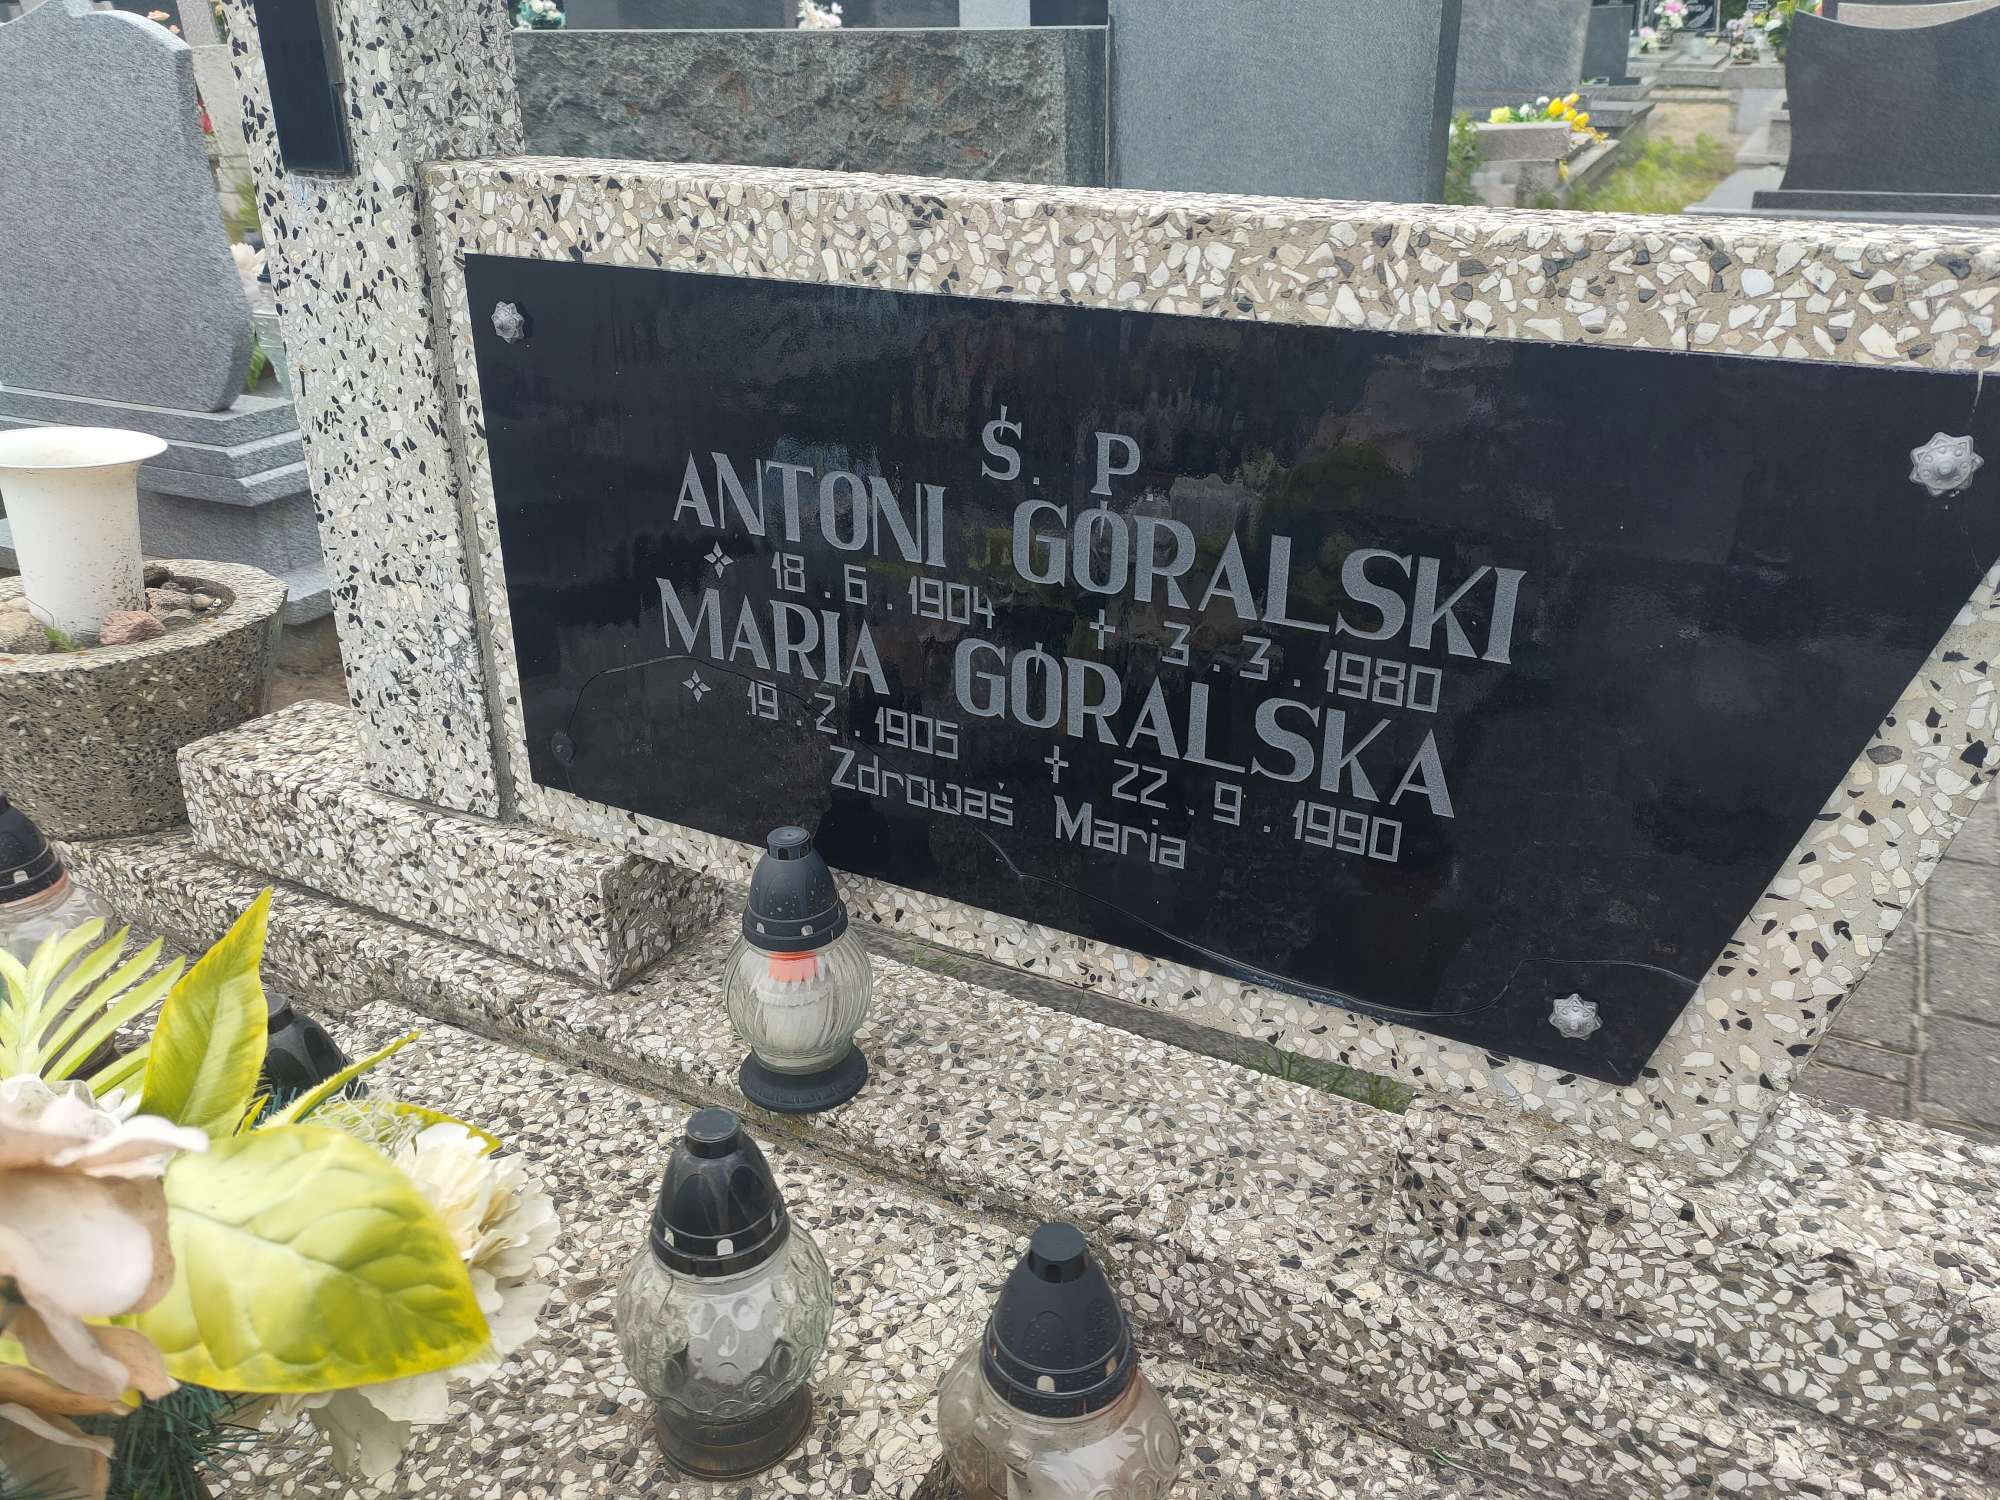 Ś. P.
ANTONI GÓRALSKI
18.6.1904 + 3.3.1980
MARIA GÓRALSKA
19.2.1905 + 22.9.1990
Zdrowaś Maria